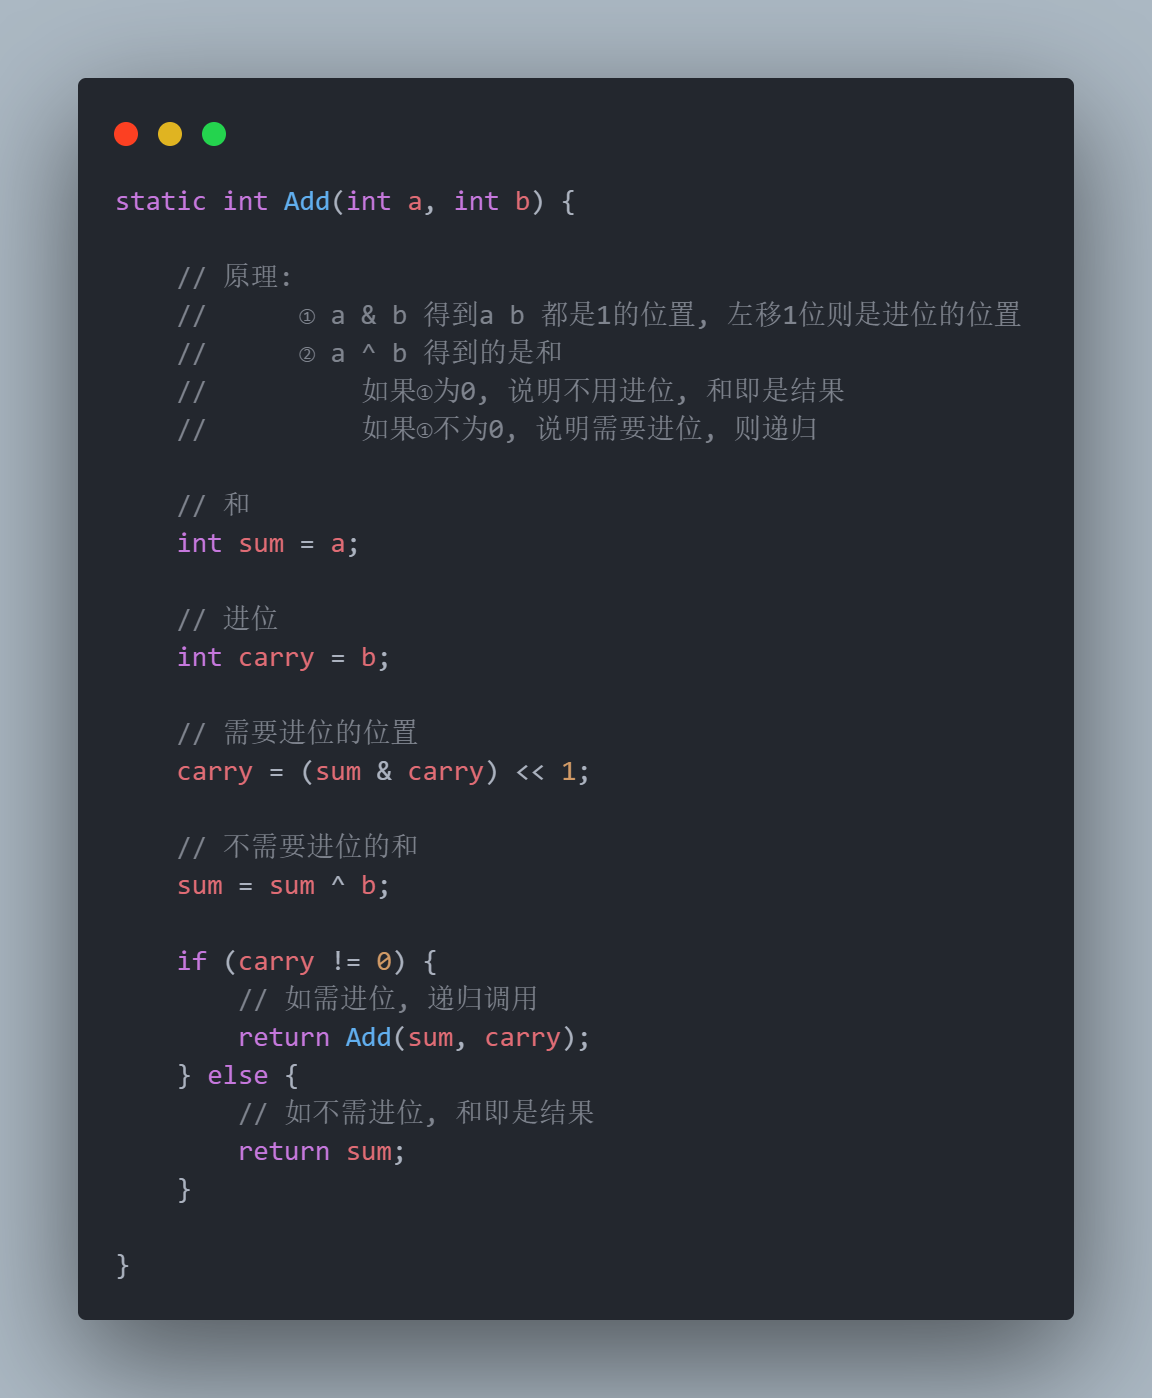 static int Add(int a, int b) {
    // 原理:
    //      ① a & b 得到a b 都是1的位置, 左移1位则是进位的位置
    //      ② a ^ b 得到的是和
    //          如果①为0, 说明不用进位, 和即是结果
    //          如果①不为0, 说明需要进位, 则递归
    // 和
    int sum = a;
    // 进位
    int carry = b;
    // 需要进位的位置
    carry = (sum & carry) << 1;
    // 不需要进位的和
    sum = sum ^ b;
    if (carry != 0) {
        // 如需进位, 递归调用
        return Add(sum, carry);
    } else {
        // 如不需进位, 和即是结果
        return sum;
    }
}